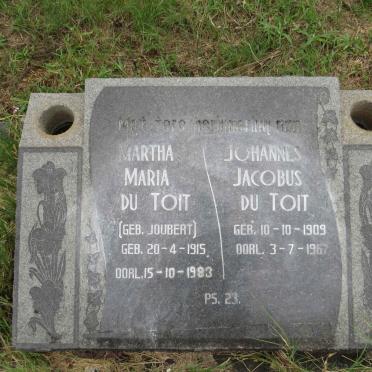 MARTHA
MARIA
DU TOIT
(GEB. JOUBERT)
GEB. 20-4-1915
OORL. 15-10-1983
JOHANNES
JACOBUS
DU TOIT
GEB. 10-10-1909
OORL. 3-7-1967
PS. 23.